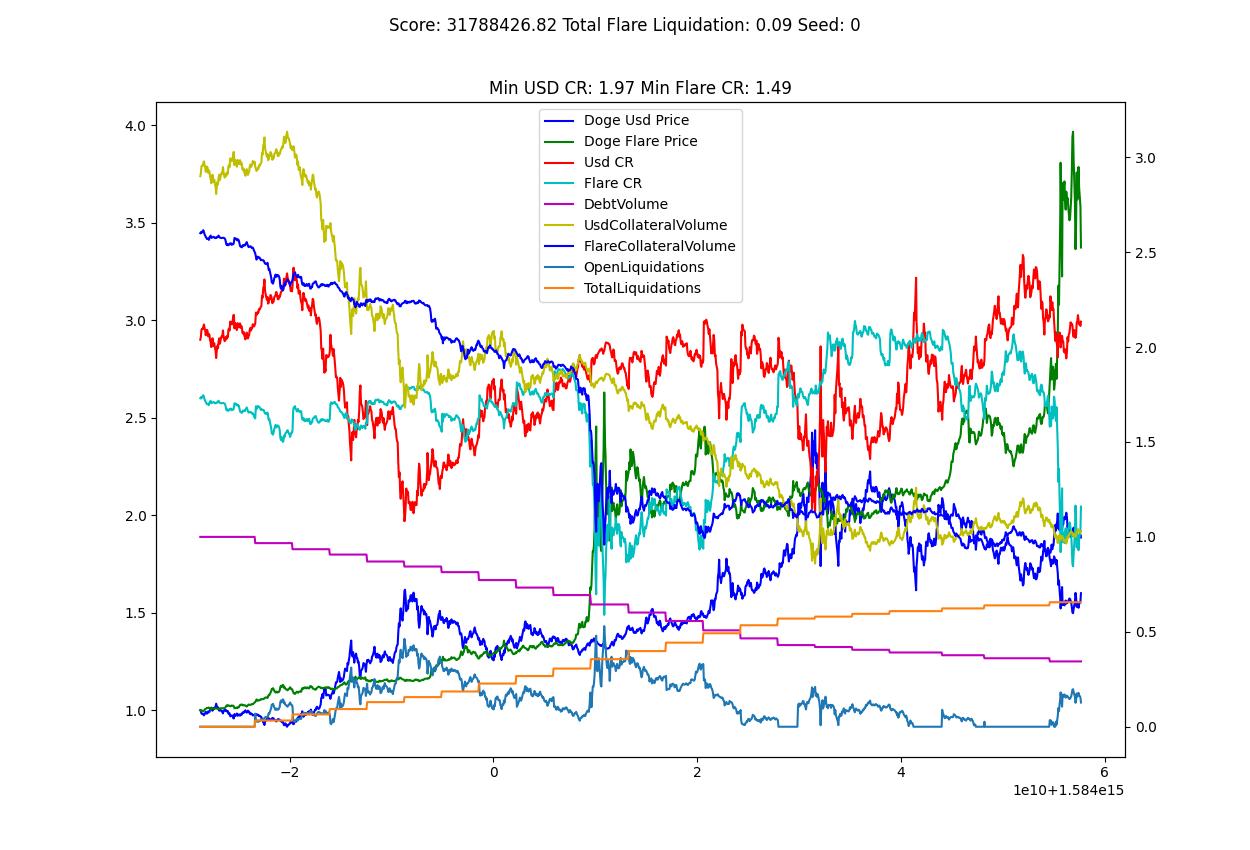 Score: 31788426.82 Total Flare Liquidation: 0.09 Seed: 0
Min USD CR: 1.97 Min Flare CR: 1.49
Doge Usd Price
Doge Flare Price
Usd CR
Flare CR
DebtVolume
UsdCollateralVolume
FlareCollateralVolume
OpenLiquidations
TotalLiquidations
4.0
3.5
3.0
2.5
2.0
1.5
1.0
3.0
2.5
2.0
1.5
1.0
0.5
0.0
−2 0 2 4 6
1e10+1.584e15